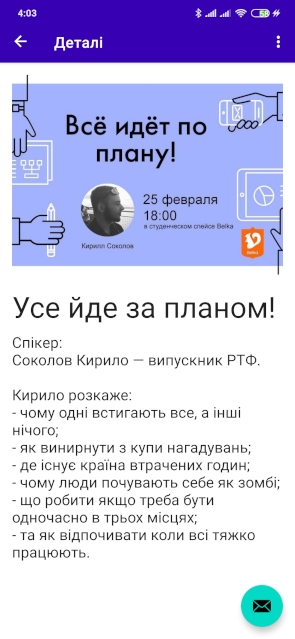 4:03
58
Деталі
Всё идёт по
плану!
25 февраля
18:00
в студенческом спейсе Belka
Кирилл Соколов
Усе йде за планом!
Спікер:
Соколов Кирило — випускник РТФ.
Кирило розкаже:
- чому одні встигають все, а інші
нічого;
- як винирнути з купи нагадувань;
- де існує країна втрачених годин;
- чому люди почувають себе як зомбі;
- що робити якщо треба бути
одночасно в трьох місцях;
- та як відпочивати коли всі тяжко
працюють.